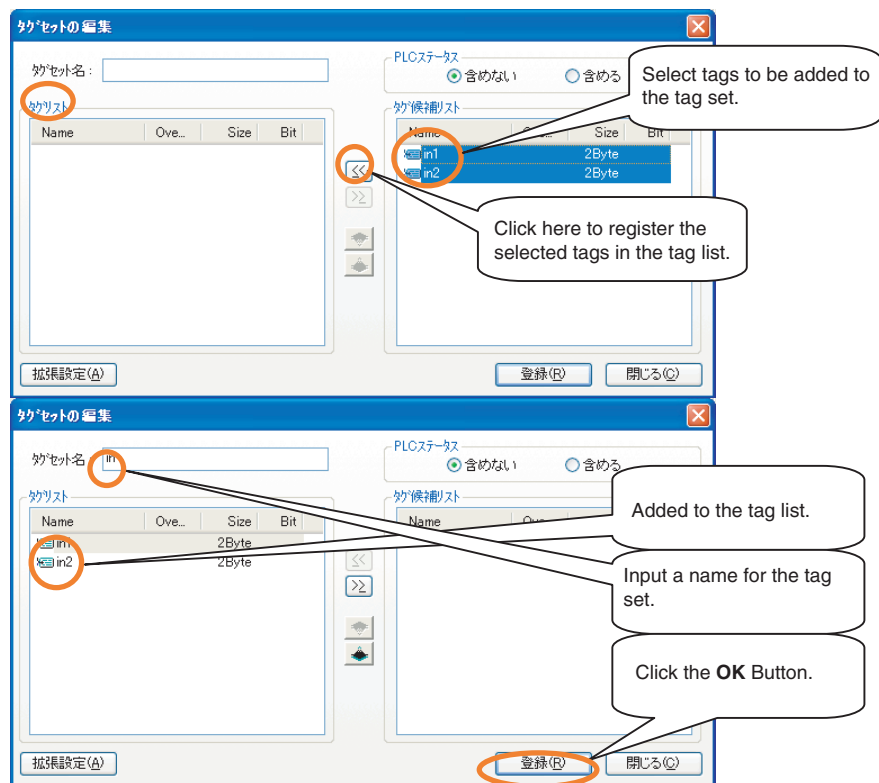 タグセットの編集
タグセット名 :
PLCステータス
含めない
含める
Select tags to be added to
the tag set.
タグリスト
Name Ove... Size Bit
タグ候補リスト
Name Size Bit
in1 2Byte
in2 2Byte
<<
>>
Click here to register the
selected tags in the tag list.
拡張設定(A)
登録(R)
閉じる(C)
タグセットの編集
タグセット名 : in
PLCステータス
含めない
含める
タグリスト
Name Ove... Size Bit
in1 2Byte
in2 2Byte
タグ候補リスト
Name
<<
>>
Added to the tag list.
Input a name for the tag
set.
Click the OK Button.
拡張設定(A)
登録(R)
閉じる(C)